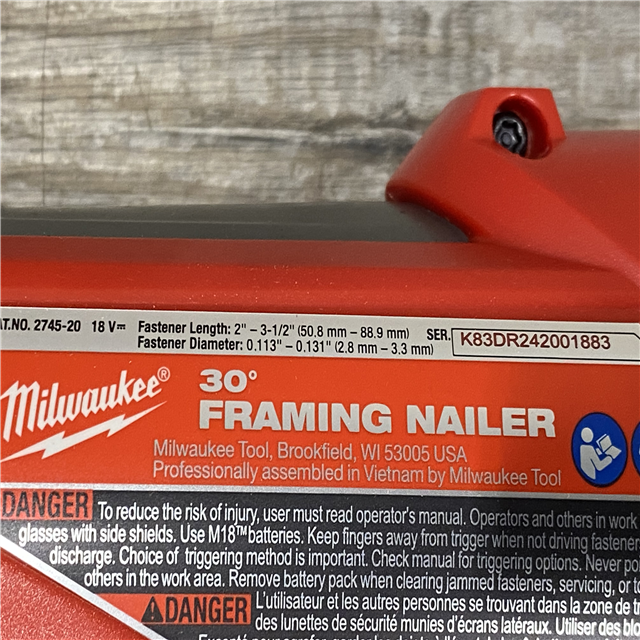 AT.NO. 2745-20 18 V⎓ Fastener Length: 2" – 3-1/2" (50.8 mm – 88.9 mm) SER. K83DR242001883
Fastener Diameter: 0.113" – 0.131" (2.8 mm – 3.3 mm)
Milwaukee®
30°
FRAMING NAILER
Milwaukee Tool, Brookfield, WI 53005 USA
Professionally assembled in Vietnam by Milwaukee Tool
DANGER To reduce the risk of injury, user must read operator's manual. Operators and others in work
glasses with side shields. Use M18™ batteries. Keep fingers away from trigger when not driving fastener
discharge. Choice of triggering method is important. Check manual for triggering options. Never po
others in the work area. Remove battery pack when clearing jammed fasteners, servicing, or to
DANGER L'utilisateur et les autres personnes se trouvant dans la zone de tr
des lunettes de sécurité munies d'écrans latéraux. Utiliser des blo